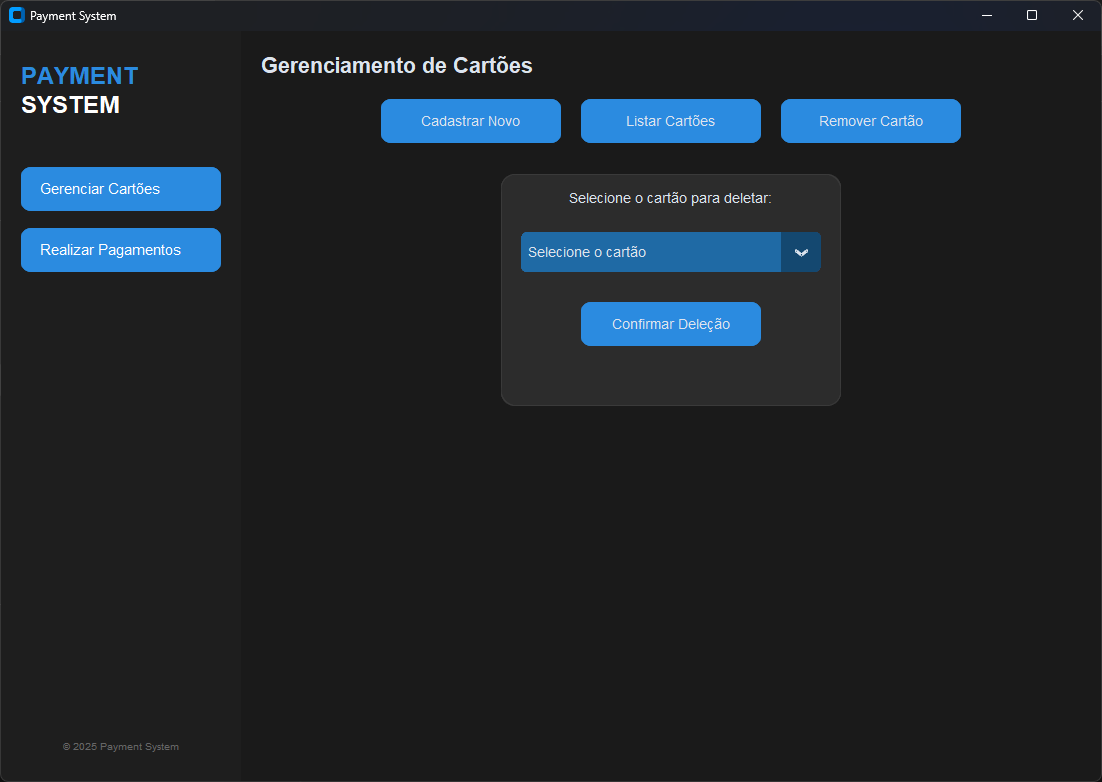 Payment System
PAYMENT
SYSTEM
Gerenciar Cartões
Realizar Pagamentos
© 2025 Payment System
Gerenciamento de Cartões
Cadastrar Novo
Listar Cartões
Remover Cartão
Selecione o cartão para deletar:
Selecione o cartão
Confirmar Deleção